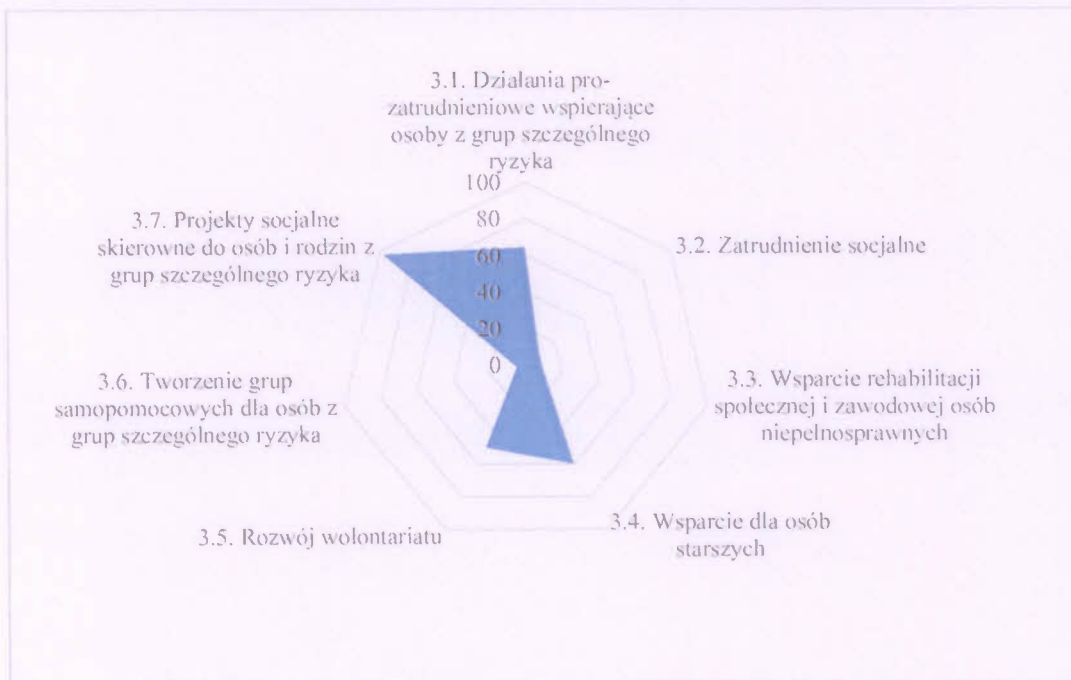 3.1. Działania pro-
zatrudnieniowe wspierające
osoby z grup szczególnego
ryzyka
100
80
60
40
20
0
3.2. Zatrudnienie socjalne
3.3. Wsparcie rehabilitacji
społecznej i zawodowej osób
niepełnosprawnych
3.4. Wsparcie dla osób
starszych
3.5. Rozwój wolontariatu
3.6. Tworzenie grup
samopomocowych dla osób z
grup szczególnego ryzyka
3.7. Projekty socjalne
skierowne do osób i rodzin z
grup szczególnego ryzyka